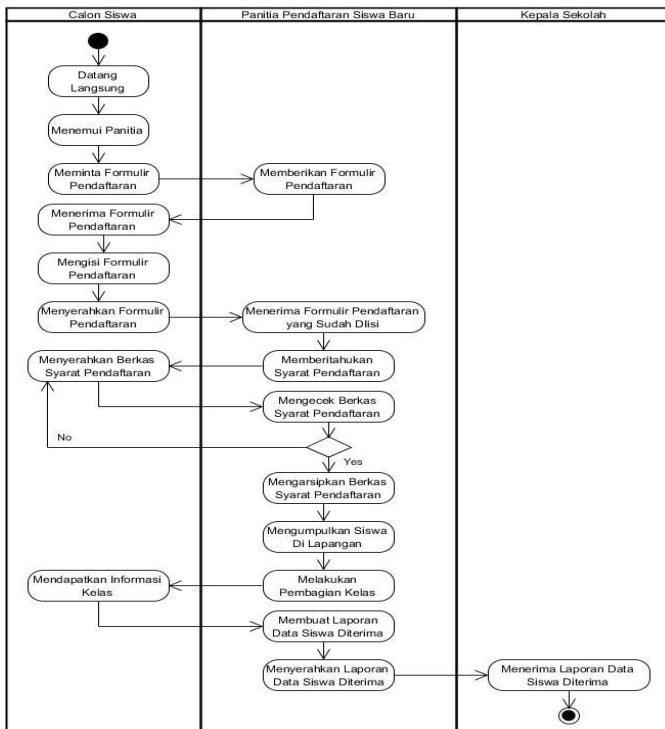 Calon Siswa
Panitia Pendaftaran Siswa Baru
Kepala Sekolah
Datang
Langsung
Menemui Panitia
Meminta Formulir
Pendaftaran
Memberikan Formulir
Pendaftaran
Menerima Formulir
Pendaftaran
Mengisi Formulir
Pendaftaran
Menyerahkan Formulir
Pendaftaran
Menerima Formulir Pendaftaran
yang Sudah DIisi
Memberitahukan
Syarat Pendaftaran
Menyerahkan Berkas
Syarat Pendaftaran
Mengecek Berkas
Syarat Pendaftaran
No
Yes
Mengarsipkan Berkas
Syarat Pendaftaran
Mengumpulkan Siswa
Di Lapangan
Melakukan
Pembagian Kelas
Mendapatkan Informasi
Kelas
Membuat Laporan
Data Siswa Diterima
Menyerahkan Laporan
Data Siswa Diterima
Menerima Laporan Data
Siswa Diterima